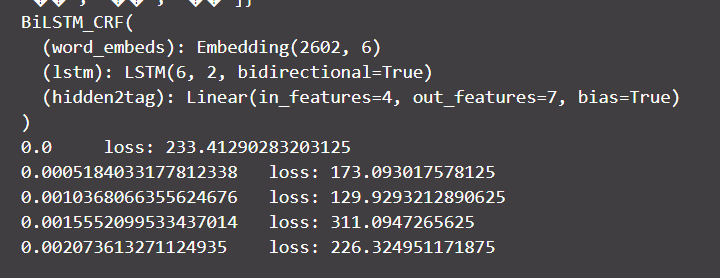 BiLSTM_CRF(
(word_embeds): Embedding(2602, 6)
(lstm): LSTM(6, 2, bidirectional=True)
(hidden2tag): Linear(in_features=4, out_features=7, bias=True)
)
0.0 loss: 233.41290283203125
0.0005184033177812338 loss: 173.093017578125
0.0010368066355624676 loss: 129.9293212890625
0.0015552099533437014 loss: 311.0947265625
0.002073613271124935 loss: 226.324951171875